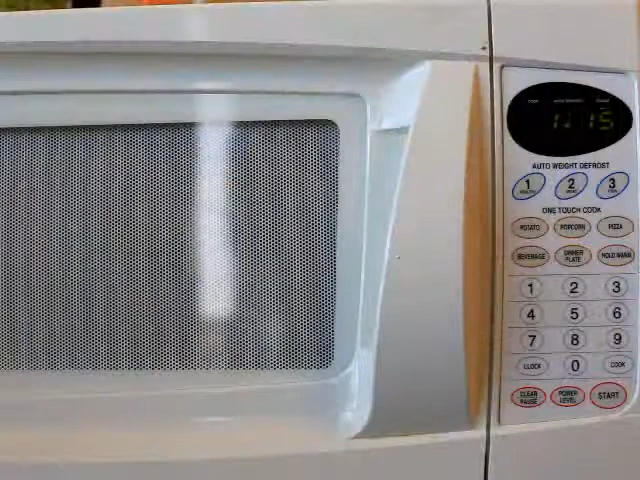 11:15
AUTO WEIGHT DEFROST
1 2 3
ONE TOUCH COOK
POTATO POPCORN PIZZA
BEVERAGE DINNER PLATE HOLD WARM
1 2 3
4 5 6
7 8 9
CLOCK 0 COOK
CLEAR PAUSE POWER LEVEL START